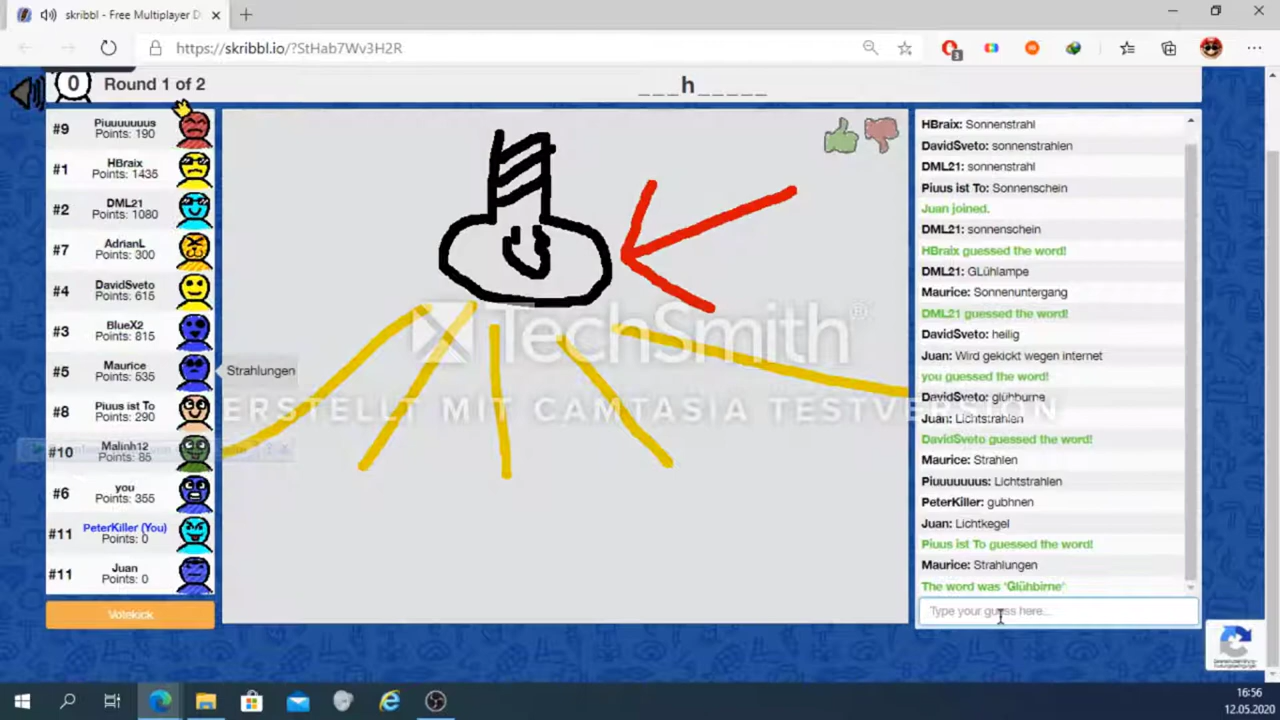 skribbl - Free Multiplayer D
https://skribbl.io/?StHab7Wv3H2R
3
0
Round 1 of 2
___h_____
#9 Piuuuuuuus
Points: 190
#1 HBraix
Points: 1435
#2 DML21
Points: 1080
#7 AdrianL
Points: 300
#4 DavidSveto
Points: 615
#3 BlueX2
Points: 815
#5 Maurice
Points: 535
Strahlungen
#8 Piuus ist To
Points: 290
#10 Malinh12
Points: 85
#6 you
Points: 355
#11 PeterKiller (You)
Points: 0
#11 Juan
Points: 0
Votekick
TechSmith®
ERSTELLT MIT CAMTASIA TESTVERSION
HBraix: Sonnenstrahl
DavidSveto: sonnenstrahlen
DML21: sonnenstrahl
Piuus ist To: Sonnenschein
Juan joined.
DML21: sonnenschein
HBraix guessed the word!
DML21: GLühlampe
Maurice: Sonnenuntergang
DML21 guessed the word!
DavidSveto: heilig
Juan: Wird gekickt wegen internet
you guessed the word!
DavidSveto: glühburne
Juan: Lichtstrahlen
DavidSveto guessed the word!
Maurice: Strahlen
Piuuuuuuus: Lichtstrahlen
PeterKiller: gubhnen
Juan: Lichtkegel
Piuus ist To guessed the word!
Maurice: Strahlungen
The word was 'Glühbirne'
Type your guess here...
16:56
12.05.2020